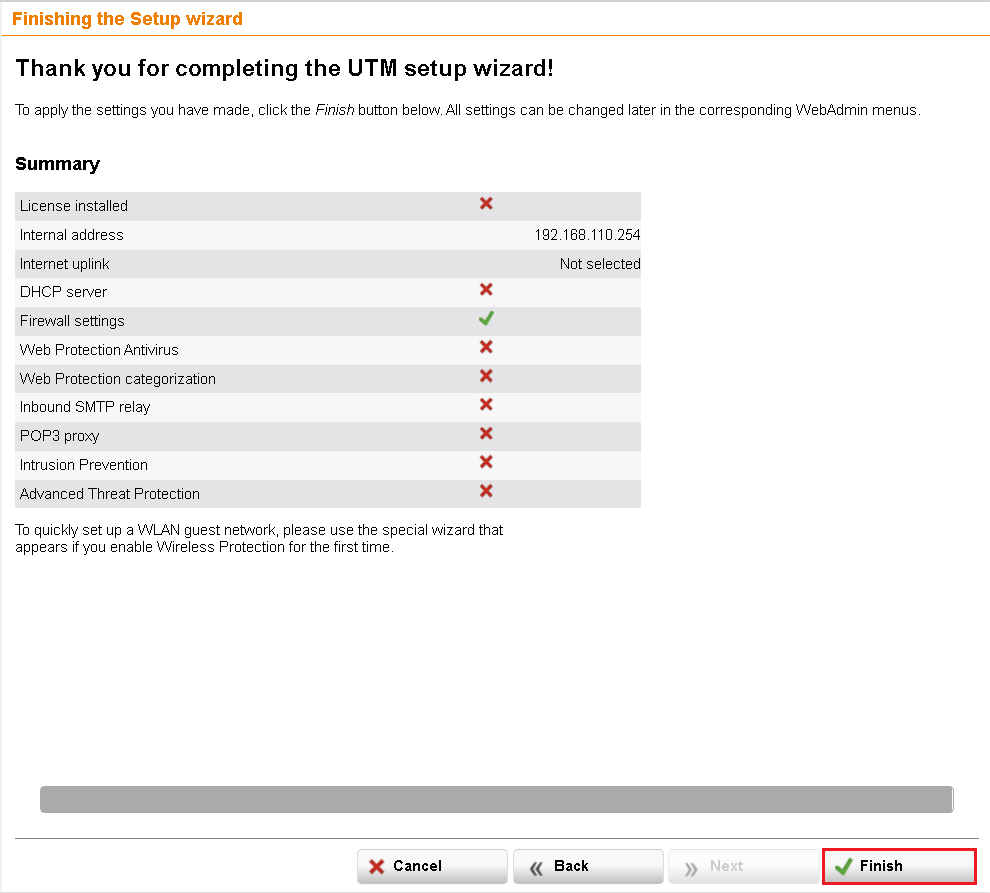 Finishing the Setup wizard
Thank you for completing the UTM setup wizard!
To apply the settings you have made, click the Finish button below. All settings can be changed later in the corresponding WebAdmin menus.
Summary
License installed
Internal address 192.168.110.254
Internet uplink Not selected
DHCP server
Firewall settings
Web Protection Antivirus
Web Protection categorization
Inbound SMTP relay
POP3 proxy
Intrusion Prevention
Advanced Threat Protection
To quickly set up a WLAN guest network, please use the special wizard that
appears if you enable Wireless Protection for the first time.
Cancel Back Next Finish